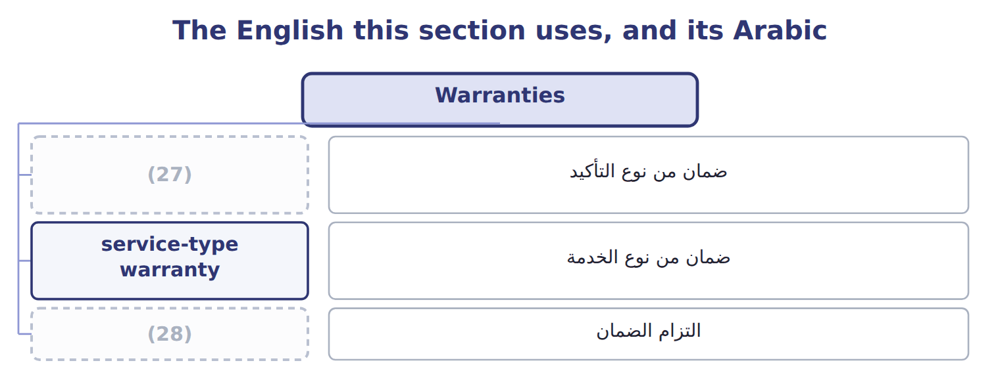 The English this section uses, and its Arabic
Warranties
(27)
ضمان من نوع التأكيد
service-type
warranty
ضمان من نوع الخدمة
(28)
التزام الضمان